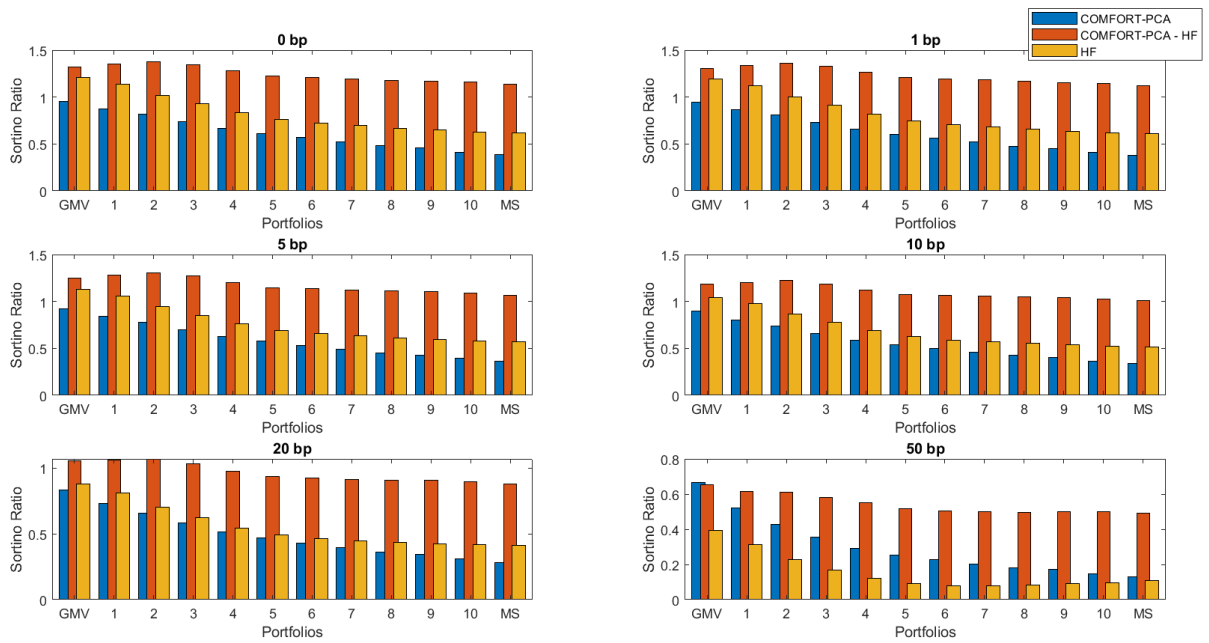 COMFORT-PCA
COMFORT-PCA - HF
HF
0 bp
1.5
1
0.5
0
Sortino Ratio
GMV 1 2 3 4 5 6 7 8 9 10 MS
Portfolios
1 bp
1.5
1
0.5
0
Sortino Ratio
GMV 1 2 3 4 5 6 7 8 9 10 MS
Portfolios
5 bp
1.5
1
0.5
0
Sortino Ratio
GMV 1 2 3 4 5 6 7 8 9 10 MS
Portfolios
10 bp
1.5
1
0.5
0
Sortino Ratio
GMV 1 2 3 4 5 6 7 8 9 10 MS
Portfolios
20 bp
1
0.5
0
Sortino Ratio
GMV 1 2 3 4 5 6 7 8 9 10 MS
Portfolios
50 bp
0.8
0.6
0.4
0.2
0
Sortino Ratio
GMV 1 2 3 4 5 6 7 8 9 10 MS
Portfolios